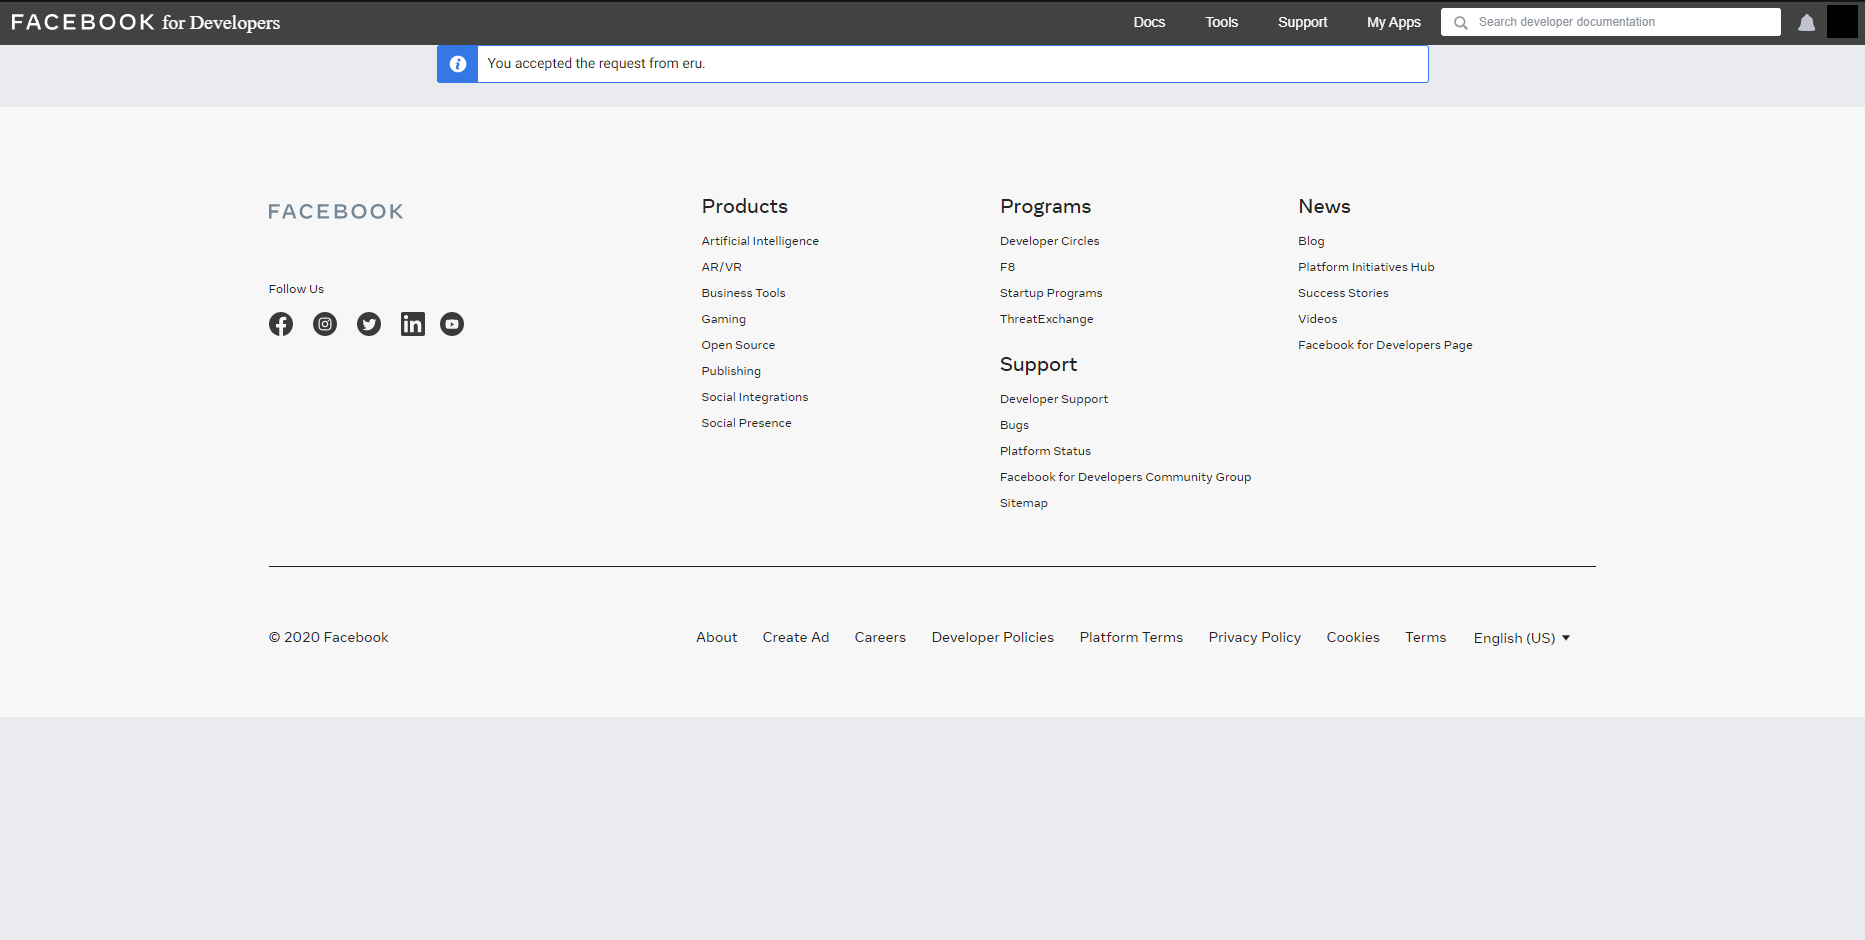 FACEBOOK for Developers
Docs
Tools
Support
My Apps
Search developer documentation
You accepted the request from eru.
FACEBOOK
Follow Us
Products
Artificial Intelligence
AR/VR
Business Tools
Gaming
Open Source
Publishing
Social Integrations
Social Presence
Programs
Developer Circles
F8
Startup Programs
ThreatExchange
Support
Developer Support
Bugs
Platform Status
Facebook for Developers Community Group
Sitemap
News
Blog
Platform Initiatives Hub
Success Stories
Videos
Facebook for Developers Page
© 2020 Facebook
About
Create Ad
Careers
Developer Policies
Platform Terms
Privacy Policy
Cookies
Terms
English (US)